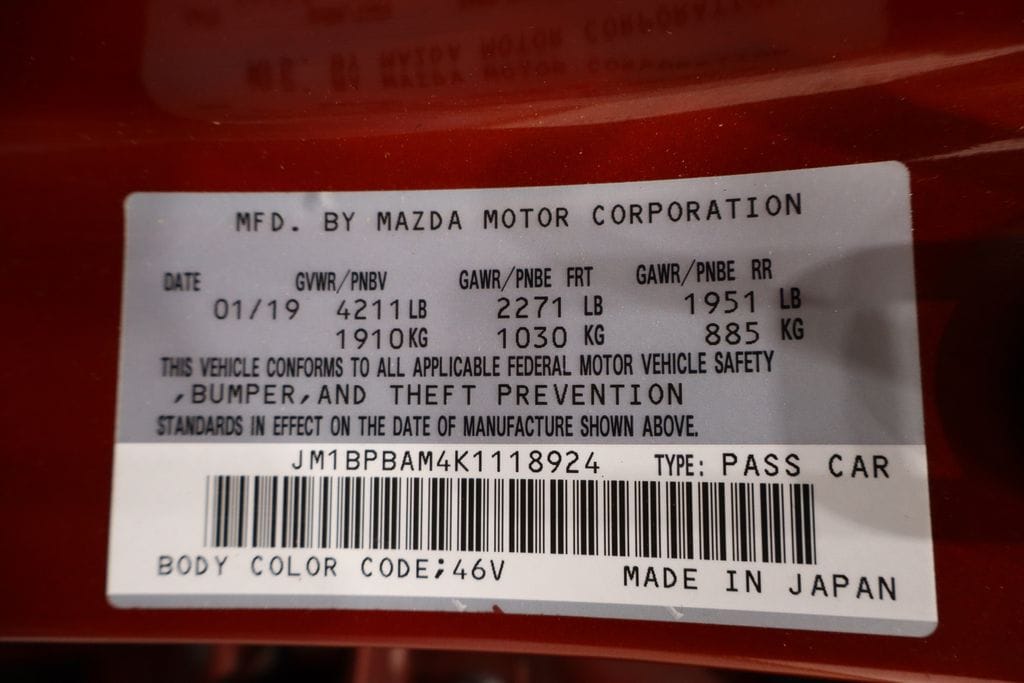 MFD. BY MAZDA MOTOR CORPORATION
DATE GVWR/PNBV GAWR/PNBE FRT GAWR/PNBE RR
01/19 4211 LB 2271 LB 1951 LB
1910 KG 1030 KG 885 KG
THIS VEHICLE CONFORMS TO ALL APPLICABLE FEDERAL MOTOR VEHICLE SAFETY
,BUMPER,AND THEFT PREVENTION
STANDARDS IN EFFECT ON THE DATE OF MANUFACTURE SHOWN ABOVE.
JM1BPBAM4K1118924 TYPE: PASS CAR
BODY COLOR CODE;46V MADE IN JAPAN